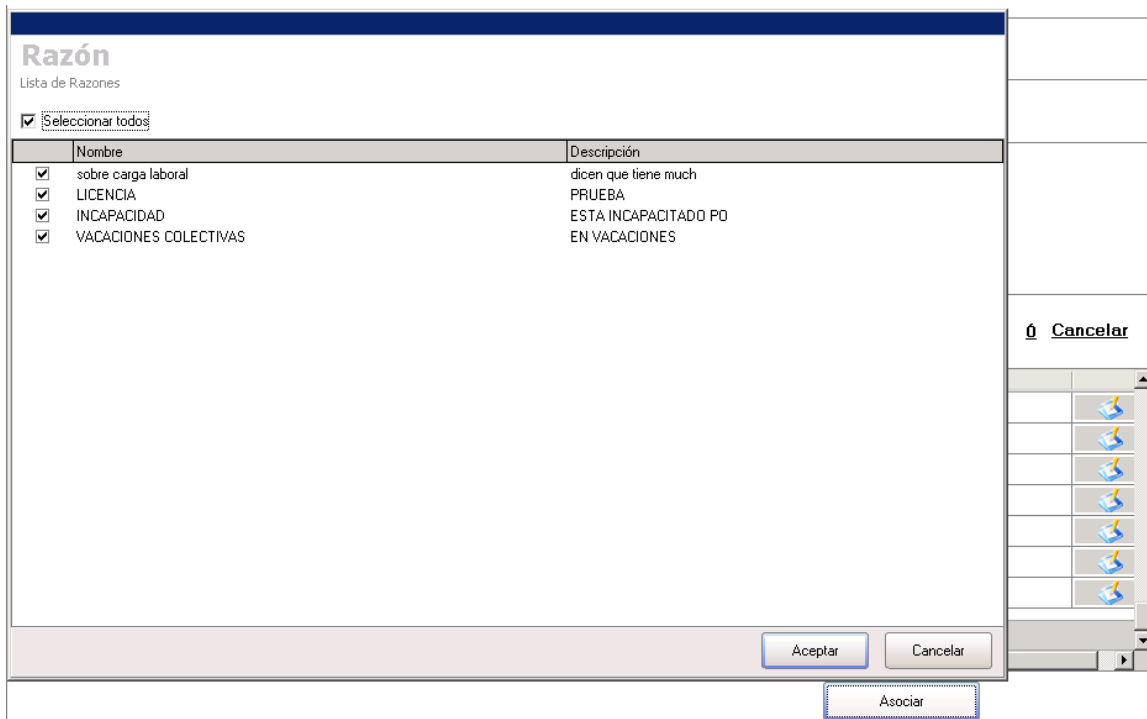 Razón
Lista de Razones
Seleccionar todos
Nombre Descripción
sobre carga laboral dicen que tiene much
LICENCIA PRUEBA
INCAPACIDAD ESTA INCAPACITADO PO
VACACIONES COLECTIVAS EN VACACIONES
ó Cancelar
Aceptar Cancelar
Asociar